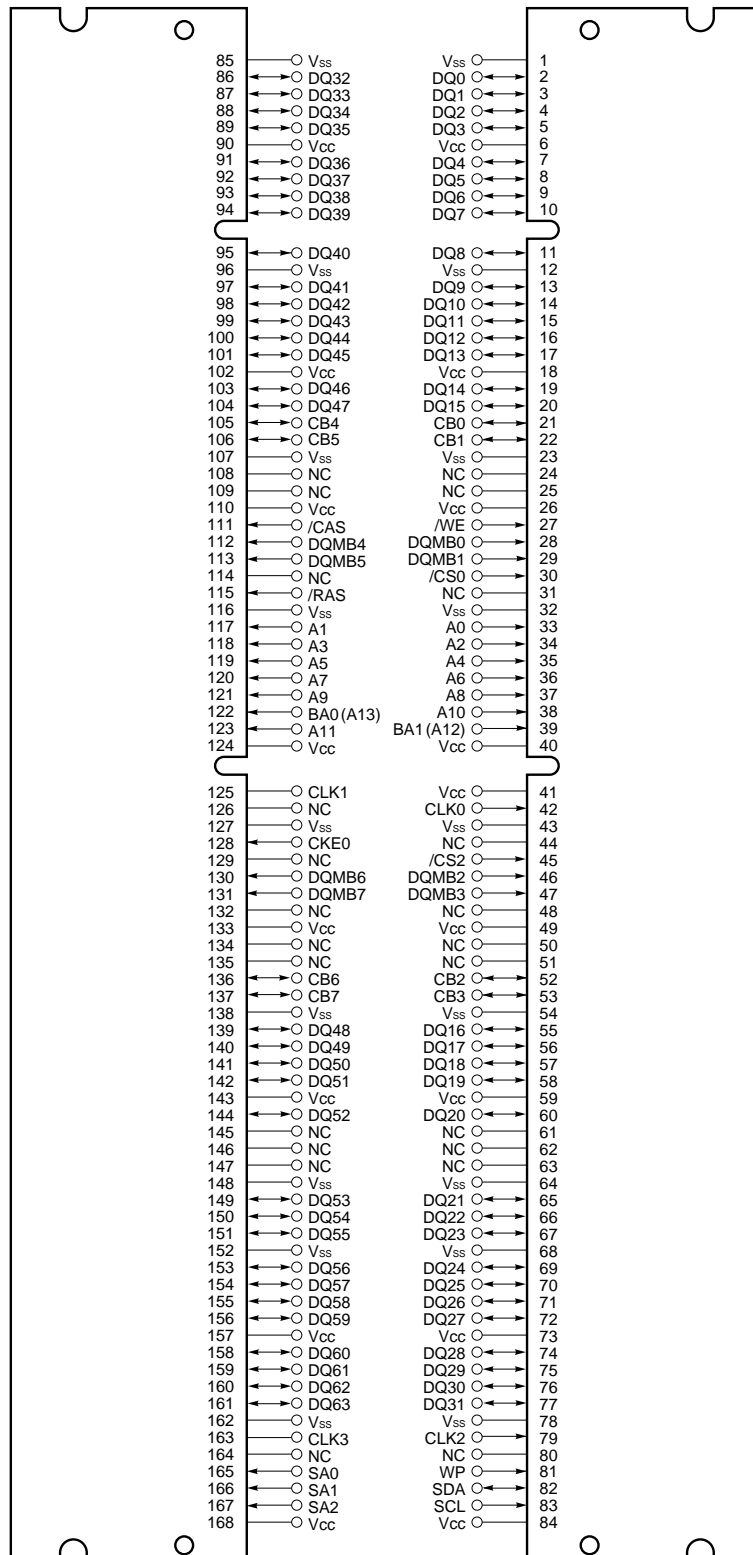 85 Vss Vss 1
86 DQ32 DQ0 2
87 DQ33 DQ1 3
88 DQ34 DQ2 4
89 DQ35 DQ3 5
90 Vcc Vcc 6
91 DQ36 DQ4 7
92 DQ37 DQ5 8
93 DQ38 DQ6 9
94 DQ39 DQ7 10
95 DQ40 DQ8 11
96 Vss Vss 12
97 DQ41 DQ9 13
98 DQ42 DQ10 14
99 DQ43 DQ11 15
100 DQ44 DQ12 16
101 DQ45 DQ13 17
102 Vcc Vcc 18
103 DQ46 DQ14 19
104 DQ47 DQ15 20
105 CB4 CB0 21
106 CB5 CB1 22
107 Vss Vss 23
108 NC NC 24
109 NC NC 25
110 Vcc Vcc 26
111 /CAS /WE 27
112 DQMB4 DQMB0 28
113 DQMB5 DQMB1 29
114 NC /CS0 30
115 /RAS NC 31
116 Vss Vss 32
117 A1 A0 33
118 A3 A2 34
119 A5 A4 35
120 A7 A6 36
121 A9 A8 37
122 BA0 (A13) A10 38
123 A11 BA1 (A12) 39
124 Vcc Vcc 40
125 CLK1 Vcc 41
126 NC CLK0 42
127 Vss Vss 43
128 CKE0 NC 44
129 NC /CS2 45
130 DQMB6 DQMB2 46
131 DQMB7 DQMB3 47
132 NC NC 48
133 Vcc Vcc 49
134 NC NC 50
135 NC NC 51
136 CB6 CB2 52
137 CB7 CB3 53
138 Vss Vss 54
139 DQ48 DQ16 55
140 DQ49 DQ17 56
141 DQ50 DQ18 57
142 DQ51 DQ19 58
143 Vcc Vcc 59
144 DQ52 DQ20 60
145 NC NC 61
146 NC NC 62
147 NC NC 63
148 Vss Vss 64
149 DQ53 DQ21 65
150 DQ54 DQ22 66
151 DQ55 DQ23 67
152 Vss Vss 68
153 DQ56 DQ24 69
154 DQ57 DQ25 70
155 DQ58 DQ26 71
156 DQ59 DQ27 72
157 Vcc Vcc 73
158 DQ60 DQ28 74
159 DQ61 DQ29 75
160 DQ62 DQ30 76
161 DQ63 DQ31 77
162 Vss Vss 78
163 CLK3 CLK2 79
164 NC NC 80
165 SA0 WP 81
166 SA1 SDA 82
167 SA2 SCL 83
168 Vcc Vcc 84